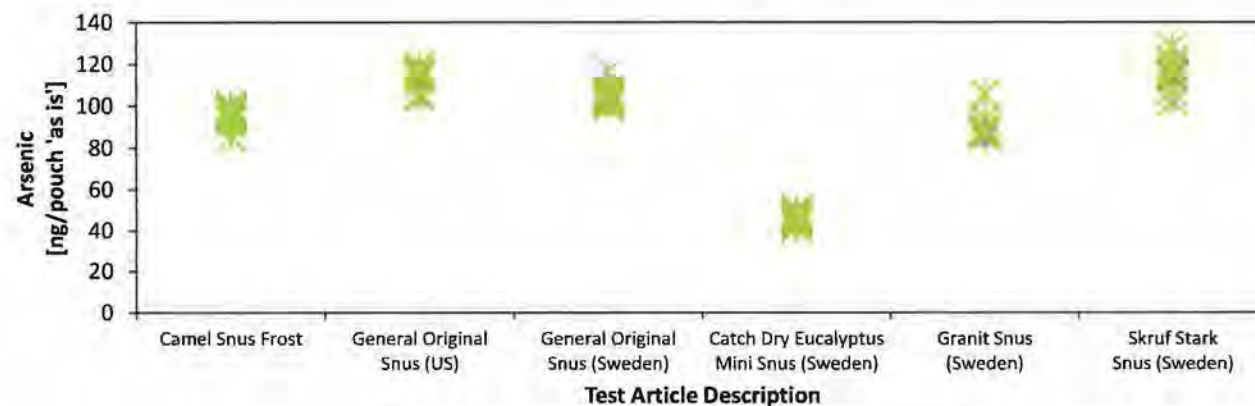 140
120
100
80
60
40
20
0
Arsenic
[ng/pouch 'as is']
Camel Snus Frost
General Original
Snus (US)
General Original
Snus (Sweden)
Catch Dry Eucalyptus
Mini Snus (Sweden)
Granit Snus
(Sweden)
Skruf Stark
Snus (Sweden)
Test Article Description